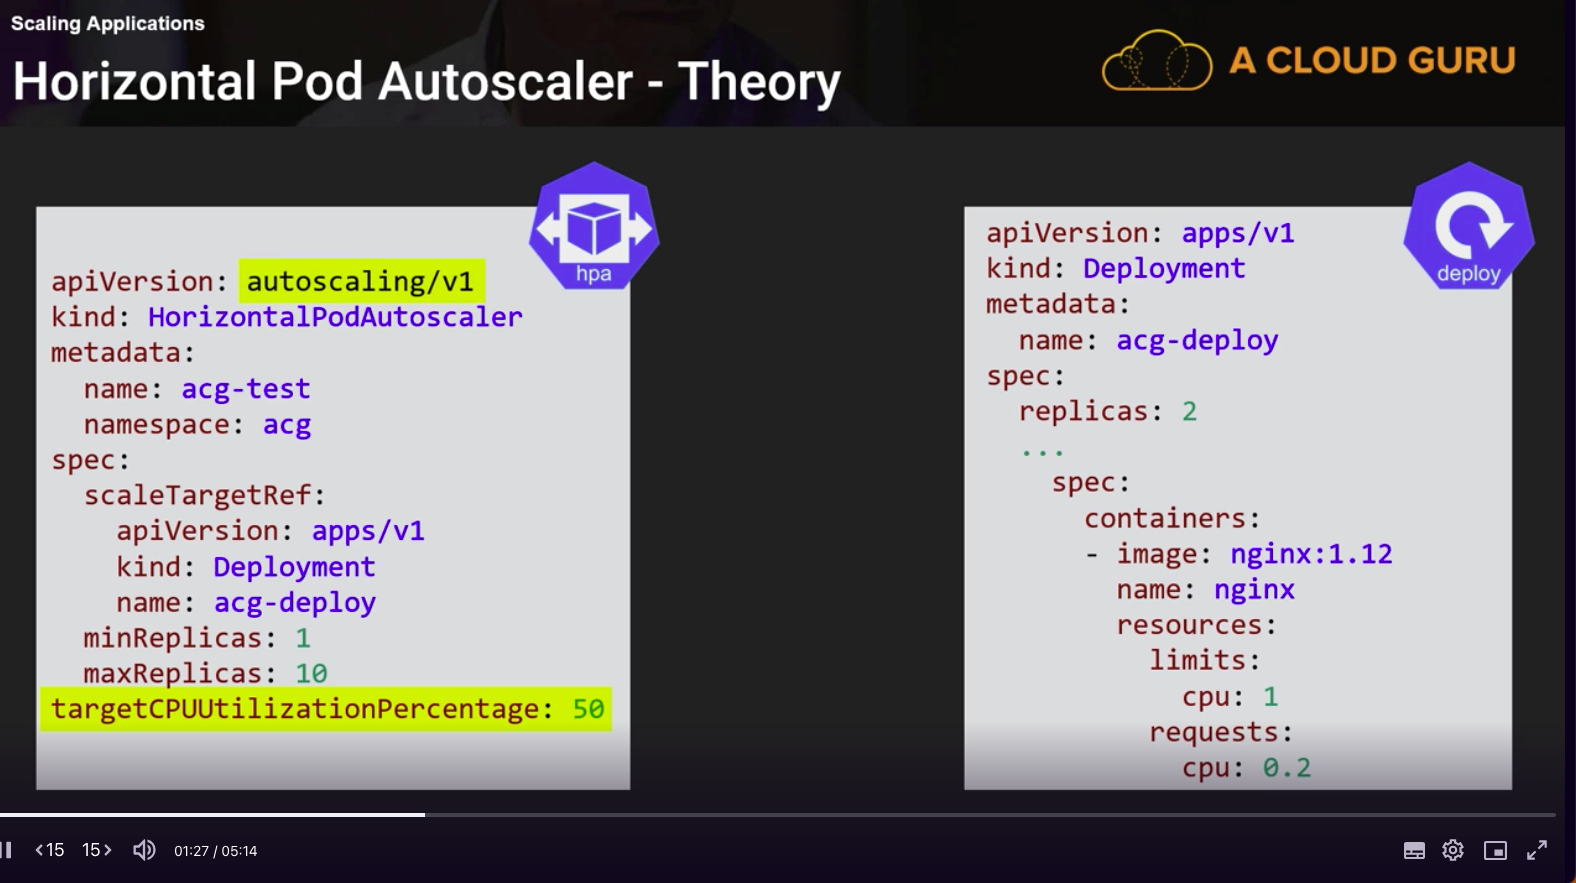 Scaling Applications
Horizontal Pod Autoscaler - Theory
A CLOUD GURU
hpa
apiVersion: autoscaling/v1
kind: HorizontalPodAutoscaler
metadata:
  name: acg-test
  namespace: acg
spec:
  scaleTargetRef:
    apiVersion: apps/v1
    kind: Deployment
    name: acg-deploy
  minReplicas: 1
  maxReplicas: 10
targetCPUUtilizationPercentage: 50
deploy
apiVersion: apps/v1
kind: Deployment
metadata:
  name: acg-deploy
spec:
  replicas: 2
  ...
    spec:
      containers:
      - image: nginx:1.12
        name: nginx
        resources:
          limits:
            cpu: 1
          requests:
            cpu: 0.2
<15 15> 01:27 / 05:14